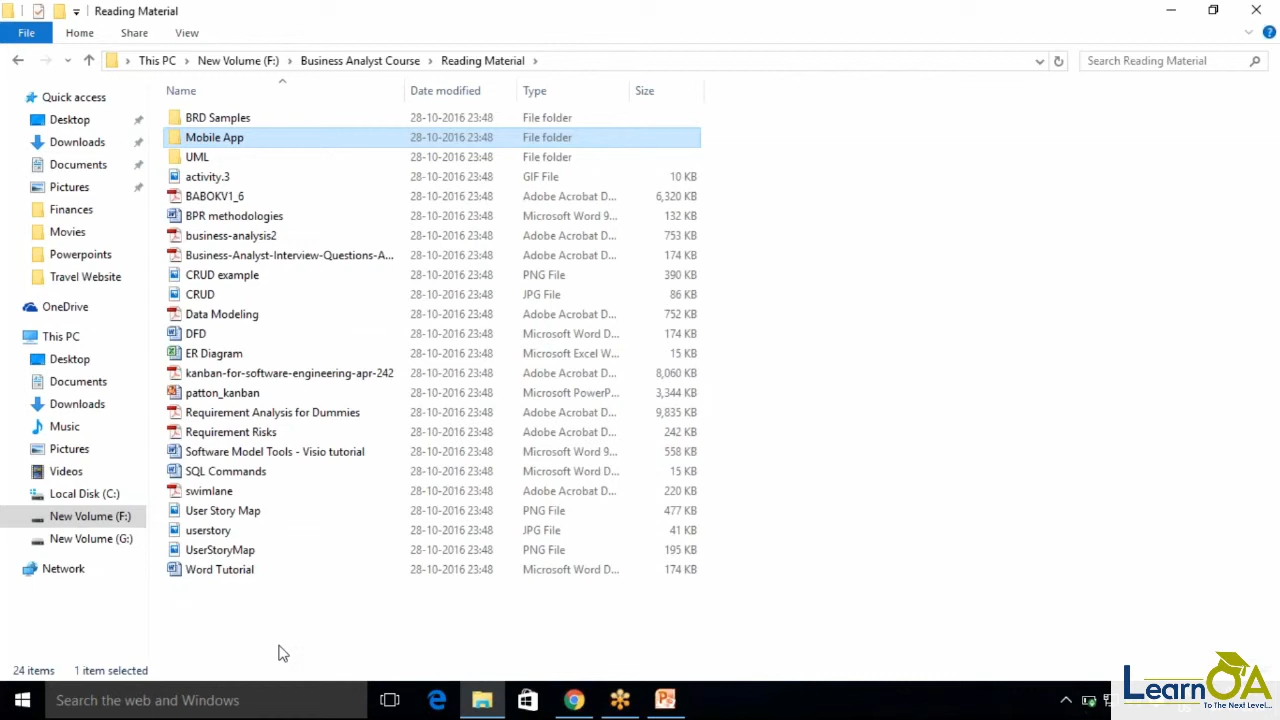 Reading Material
File Home Share View
This PC New Volume (F:) Business Analyst Course Reading Material Search Reading Material
Name Date modified Type Size
Quick access
Desktop
Downloads
Documents
Pictures
Finances
Movies
Powerpoints
Travel Website
OneDrive
This PC
Desktop
Documents
Downloads
Music
Pictures
Videos
Local Disk (C:)
New Volume (F:)
New Volume (G:)
Network
BRD Samples 28-10-2016 23:48 File folder
Mobile App 28-10-2016 23:48 File folder
UML 28-10-2016 23:48 File folder
activity.3 28-10-2016 23:48 GIF File 10 KB
BABOKV1_6 28-10-2016 23:48 Adobe Acrobat D... 6,320 KB
BPR methodologies 28-10-2016 23:48 Microsoft Word 9... 132 KB
business-analysis2 28-10-2016 23:48 Adobe Acrobat D... 753 KB
Business-Analyst-Interview-Questions-A... 28-10-2016 23:48 Adobe Acrobat D... 174 KB
CRUD example 28-10-2016 23:48 PNG File 390 KB
CRUD 28-10-2016 23:48 JPG File 86 KB
Data Modeling 28-10-2016 23:48 Adobe Acrobat D... 752 KB
DFD 28-10-2016 23:48 Microsoft Word D... 174 KB
ER Diagram 28-10-2016 23:48 Microsoft Excel W... 15 KB
kanban-for-software-engineering-apr-242 28-10-2016 23:48 Adobe Acrobat D... 8,060 KB
patton_kanban 28-10-2016 23:48 Microsoft PowerP... 3,344 KB
Requirement Analysis for Dummies 28-10-2016 23:48 Adobe Acrobat D... 9,835 KB
Requirement Risks 28-10-2016 23:48 Adobe Acrobat D... 242 KB
Software Model Tools - Visio tutorial 28-10-2016 23:48 Microsoft Word 9... 558 KB
SQL Commands 28-10-2016 23:48 Microsoft Word D... 15 KB
swimlane 28-10-2016 23:48 Adobe Acrobat D... 220 KB
User Story Map 28-10-2016 23:48 PNG File 477 KB
userstory 28-10-2016 23:48 JPG File 41 KB
UserStoryMap 28-10-2016 23:48 PNG File 195 KB
Word Tutorial 28-10-2016 23:48 Microsoft Word D... 174 KB
24 items 1 item selected
Search the web and Windows
LearnOA
To The Next Level...